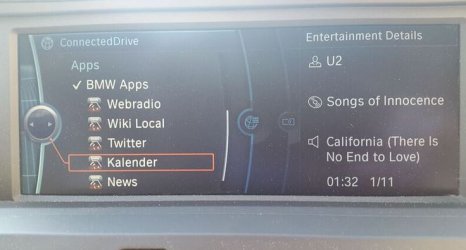 ConnectedDrive
Apps
BMW Apps
Webradio
Wiki Local
Twitter
Kalender
News
Entertainment Details
U2
Songs of Innocence
California (There Is
No End to Love)
01:32 1/11